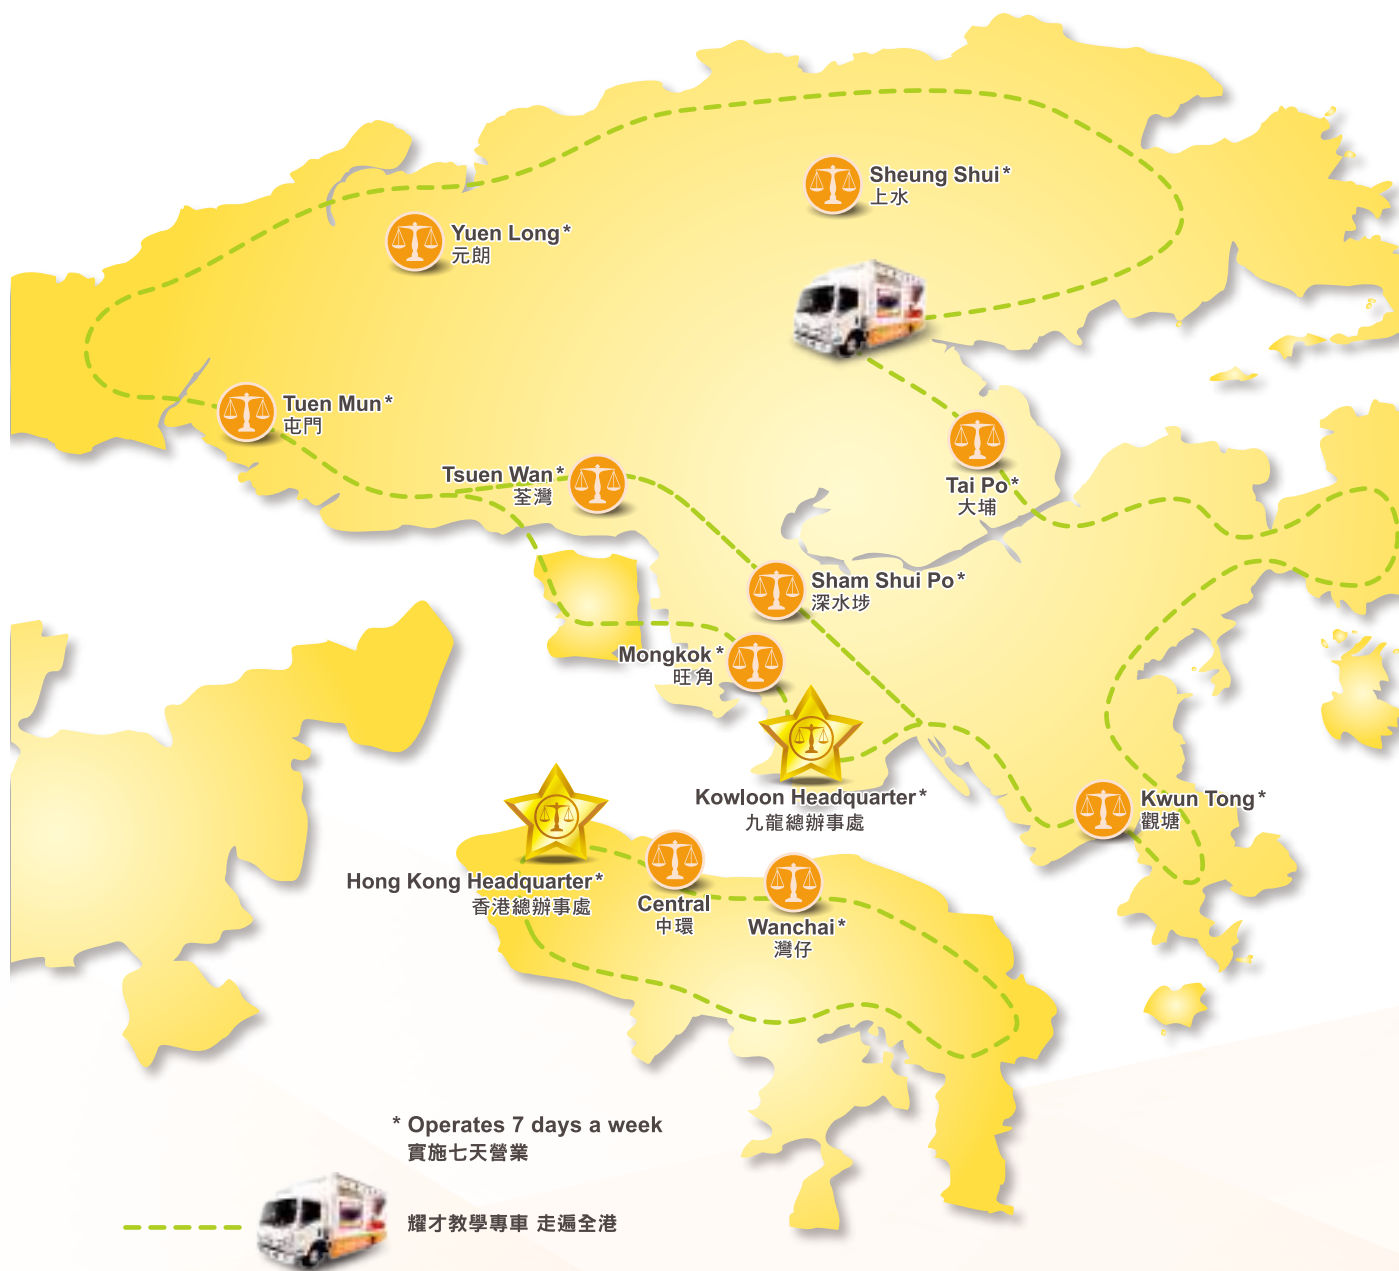 Sheung Shui*
上水
Yuen Long*
元朗
Tuen Mun*
屯門
Tsuen Wan*
荃灣
Tai Po*
大埔
Sham Shui Po*
深水埗
Mongkok*
旺角
Kowloon Headquarter*
九龍總辦事處
Kwun Tong*
觀塘
Hong Kong Headquarter*
香港總辦事處
Central
中環
Wanchai*
灣仔
* Operates 7 days a week
實施七天營業
耀才教學專車 走遍全港